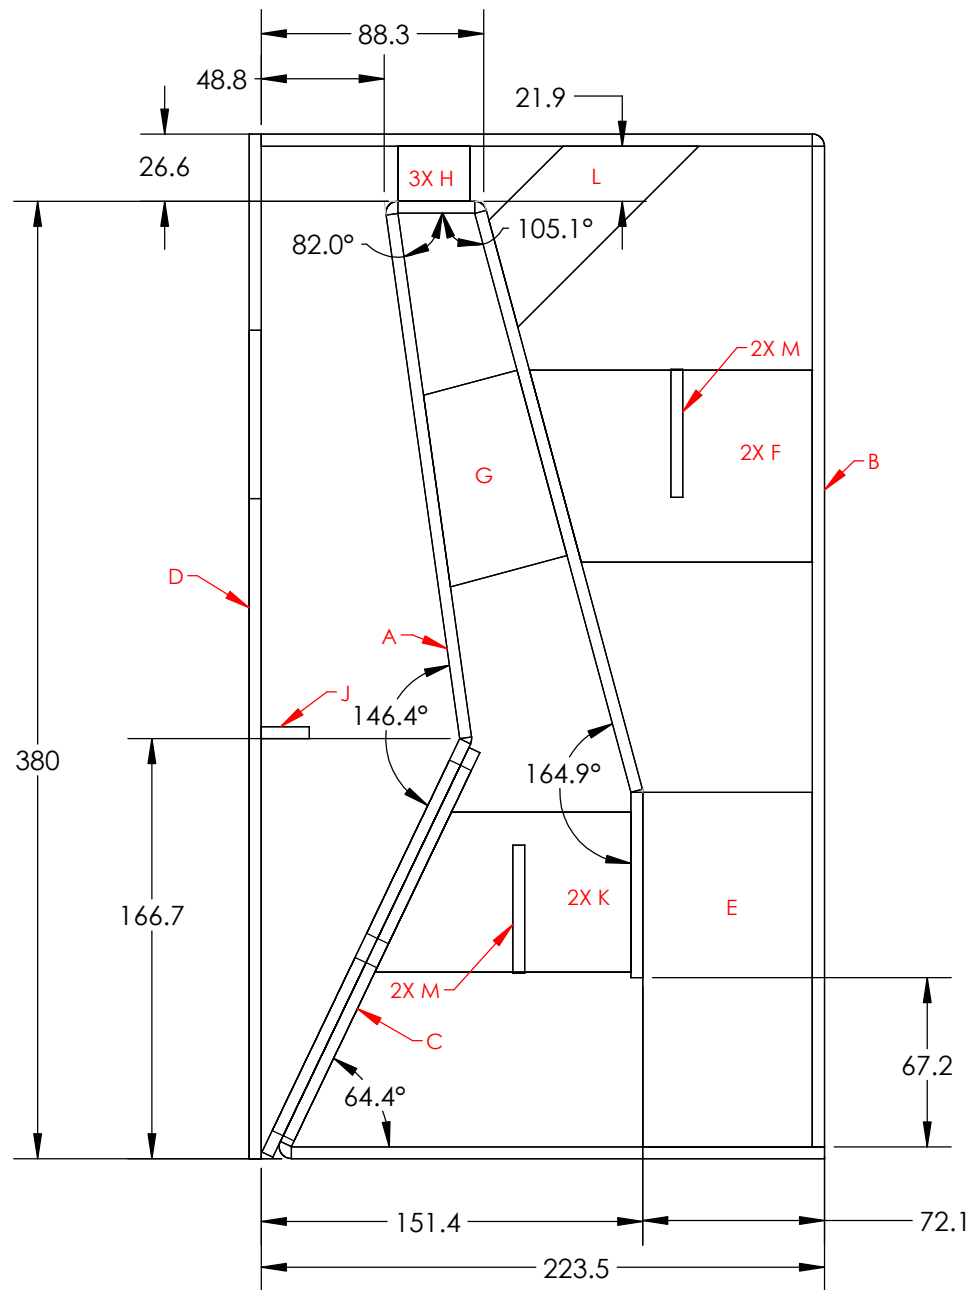 88.3
48.8
21.9
26.6
3X H
L
82.0°
105.1°
2X M
2X F
B
G
D
A
J
146.4°
380
164.9°
166.7
2X K
E
2X M
C
67.2
64.4°
151.4
72.1
223.5